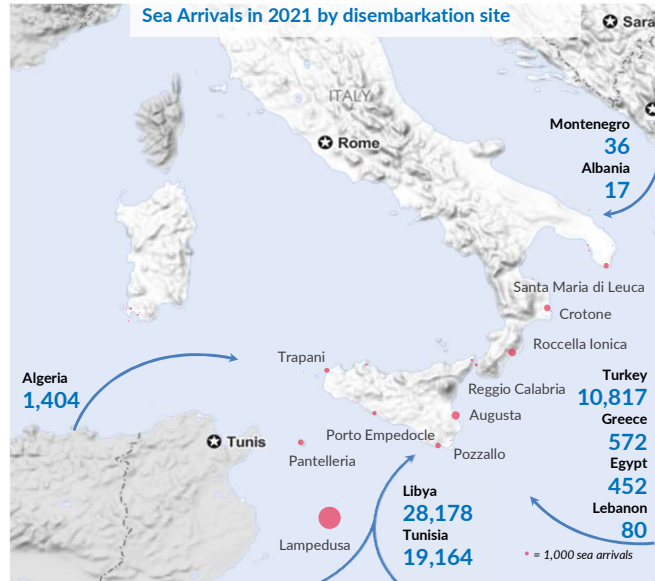 Sea Arrivals in 2021 by disembarkation site
Sara
ITALY
Rome
Montenegro
36
Albania
17
Santa Maria di Leuca
Crotone
Roccella Ionica
Trapani
Algeria
1,404
Reggio Calabria
Turkey
10,817
Augusta
Greece
572
Tunis
Porto Empedocle
Pozzallo
Pantelleria
Egypt
452
Libya
28,178
Lebanon
80
Tunisia
19,164
Lampedusa
= 1,000 sea arrivals